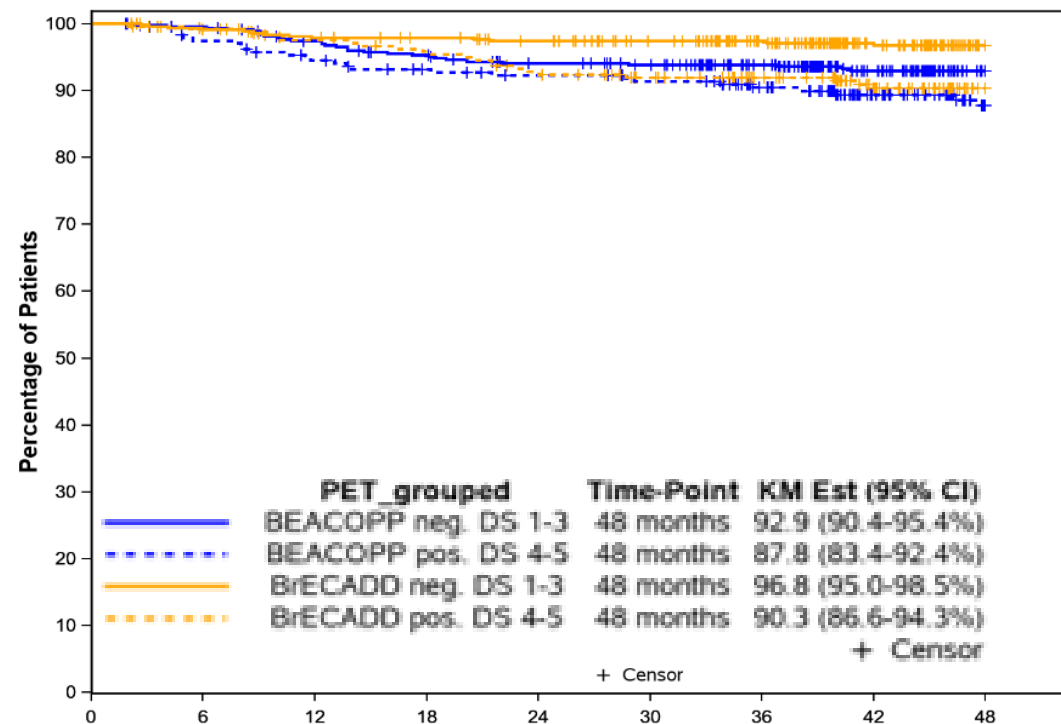 100
90
80
70
60
50
40
30
20
10
0
Percentage of Patients
PET_grouped Time-Point KM Est (95% CI)
BEACOPP neg. DS 1-3 48 months 92.9 (90.4-95.4%)
BEACOPP pos. DS 4-5 48 months 87.8 (83.4-92.4%)
BrECADD neg. DS 1-3 48 months 96.8 (95.0-98.5%)
BrECADD pos. DS 4-5 48 months 90.3 (86.6-94.3%)
+ Censor
+ Censor
0 6 12 18 24 30 36 42 48